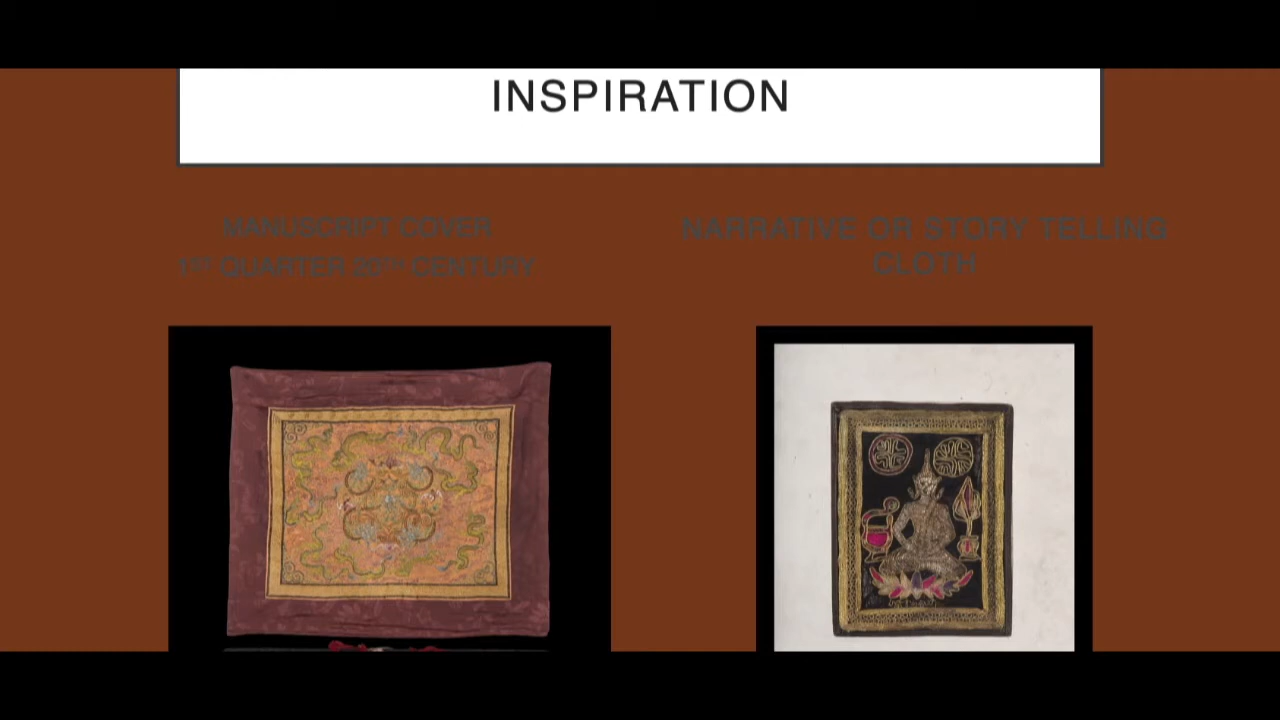 INSPIRATION
MANUSCRIPT COVER
1ST QUARTER 20TH CENTURY
NARRATIVE OR STORY TELLING
CLOTH